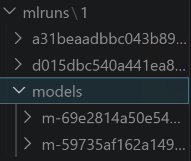 mlruns\1
a31beaadbbc043b89...
d015dbc540a441ea8...
models
m-69e2814a50e54...
m-59735af162a149...